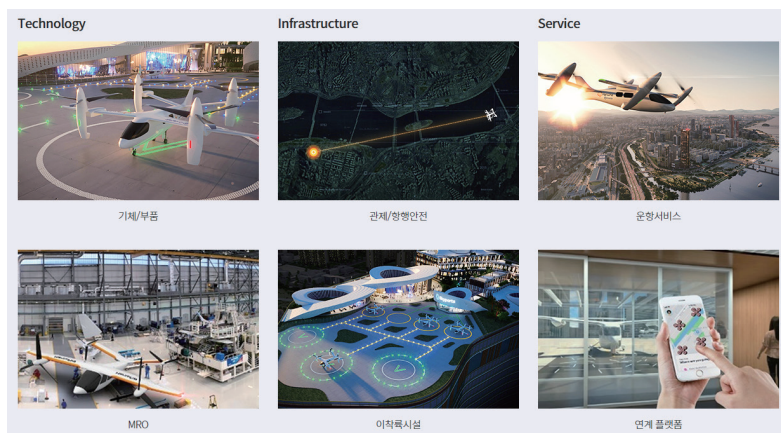 Technology
Infrastructure
Service
기체/부품
관제/항행안전
운항서비스
MRO
이착륙시설
연계 플랫폼